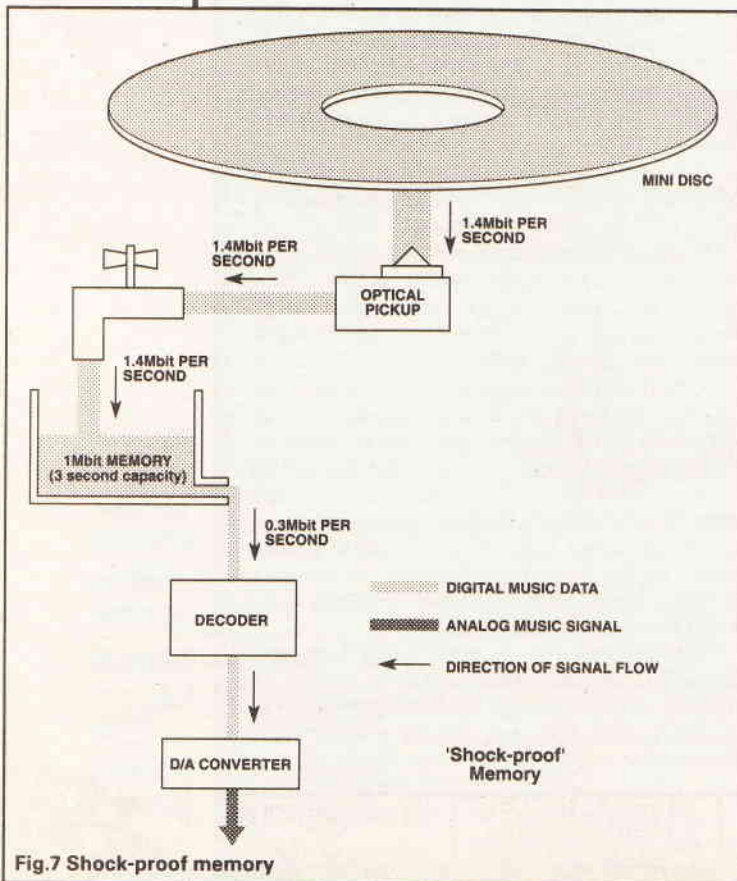 MINI DISC
1.4Mbit PER
SECOND
1.4Mbit PER
SECOND
OPTICAL
PICKUP
1.4Mbit PER
SECOND
1Mbit MEMORY
(3 second capacity)
0.3Mbit PER
SECOND
DECODER
DIGITAL MUSIC DATA
ANALOG MUSIC SIGNAL
DIRECTION OF SIGNAL FLOW
D/A CONVERTER
'Shock-proof'
Memory
Fig.7 Shock-proof memory